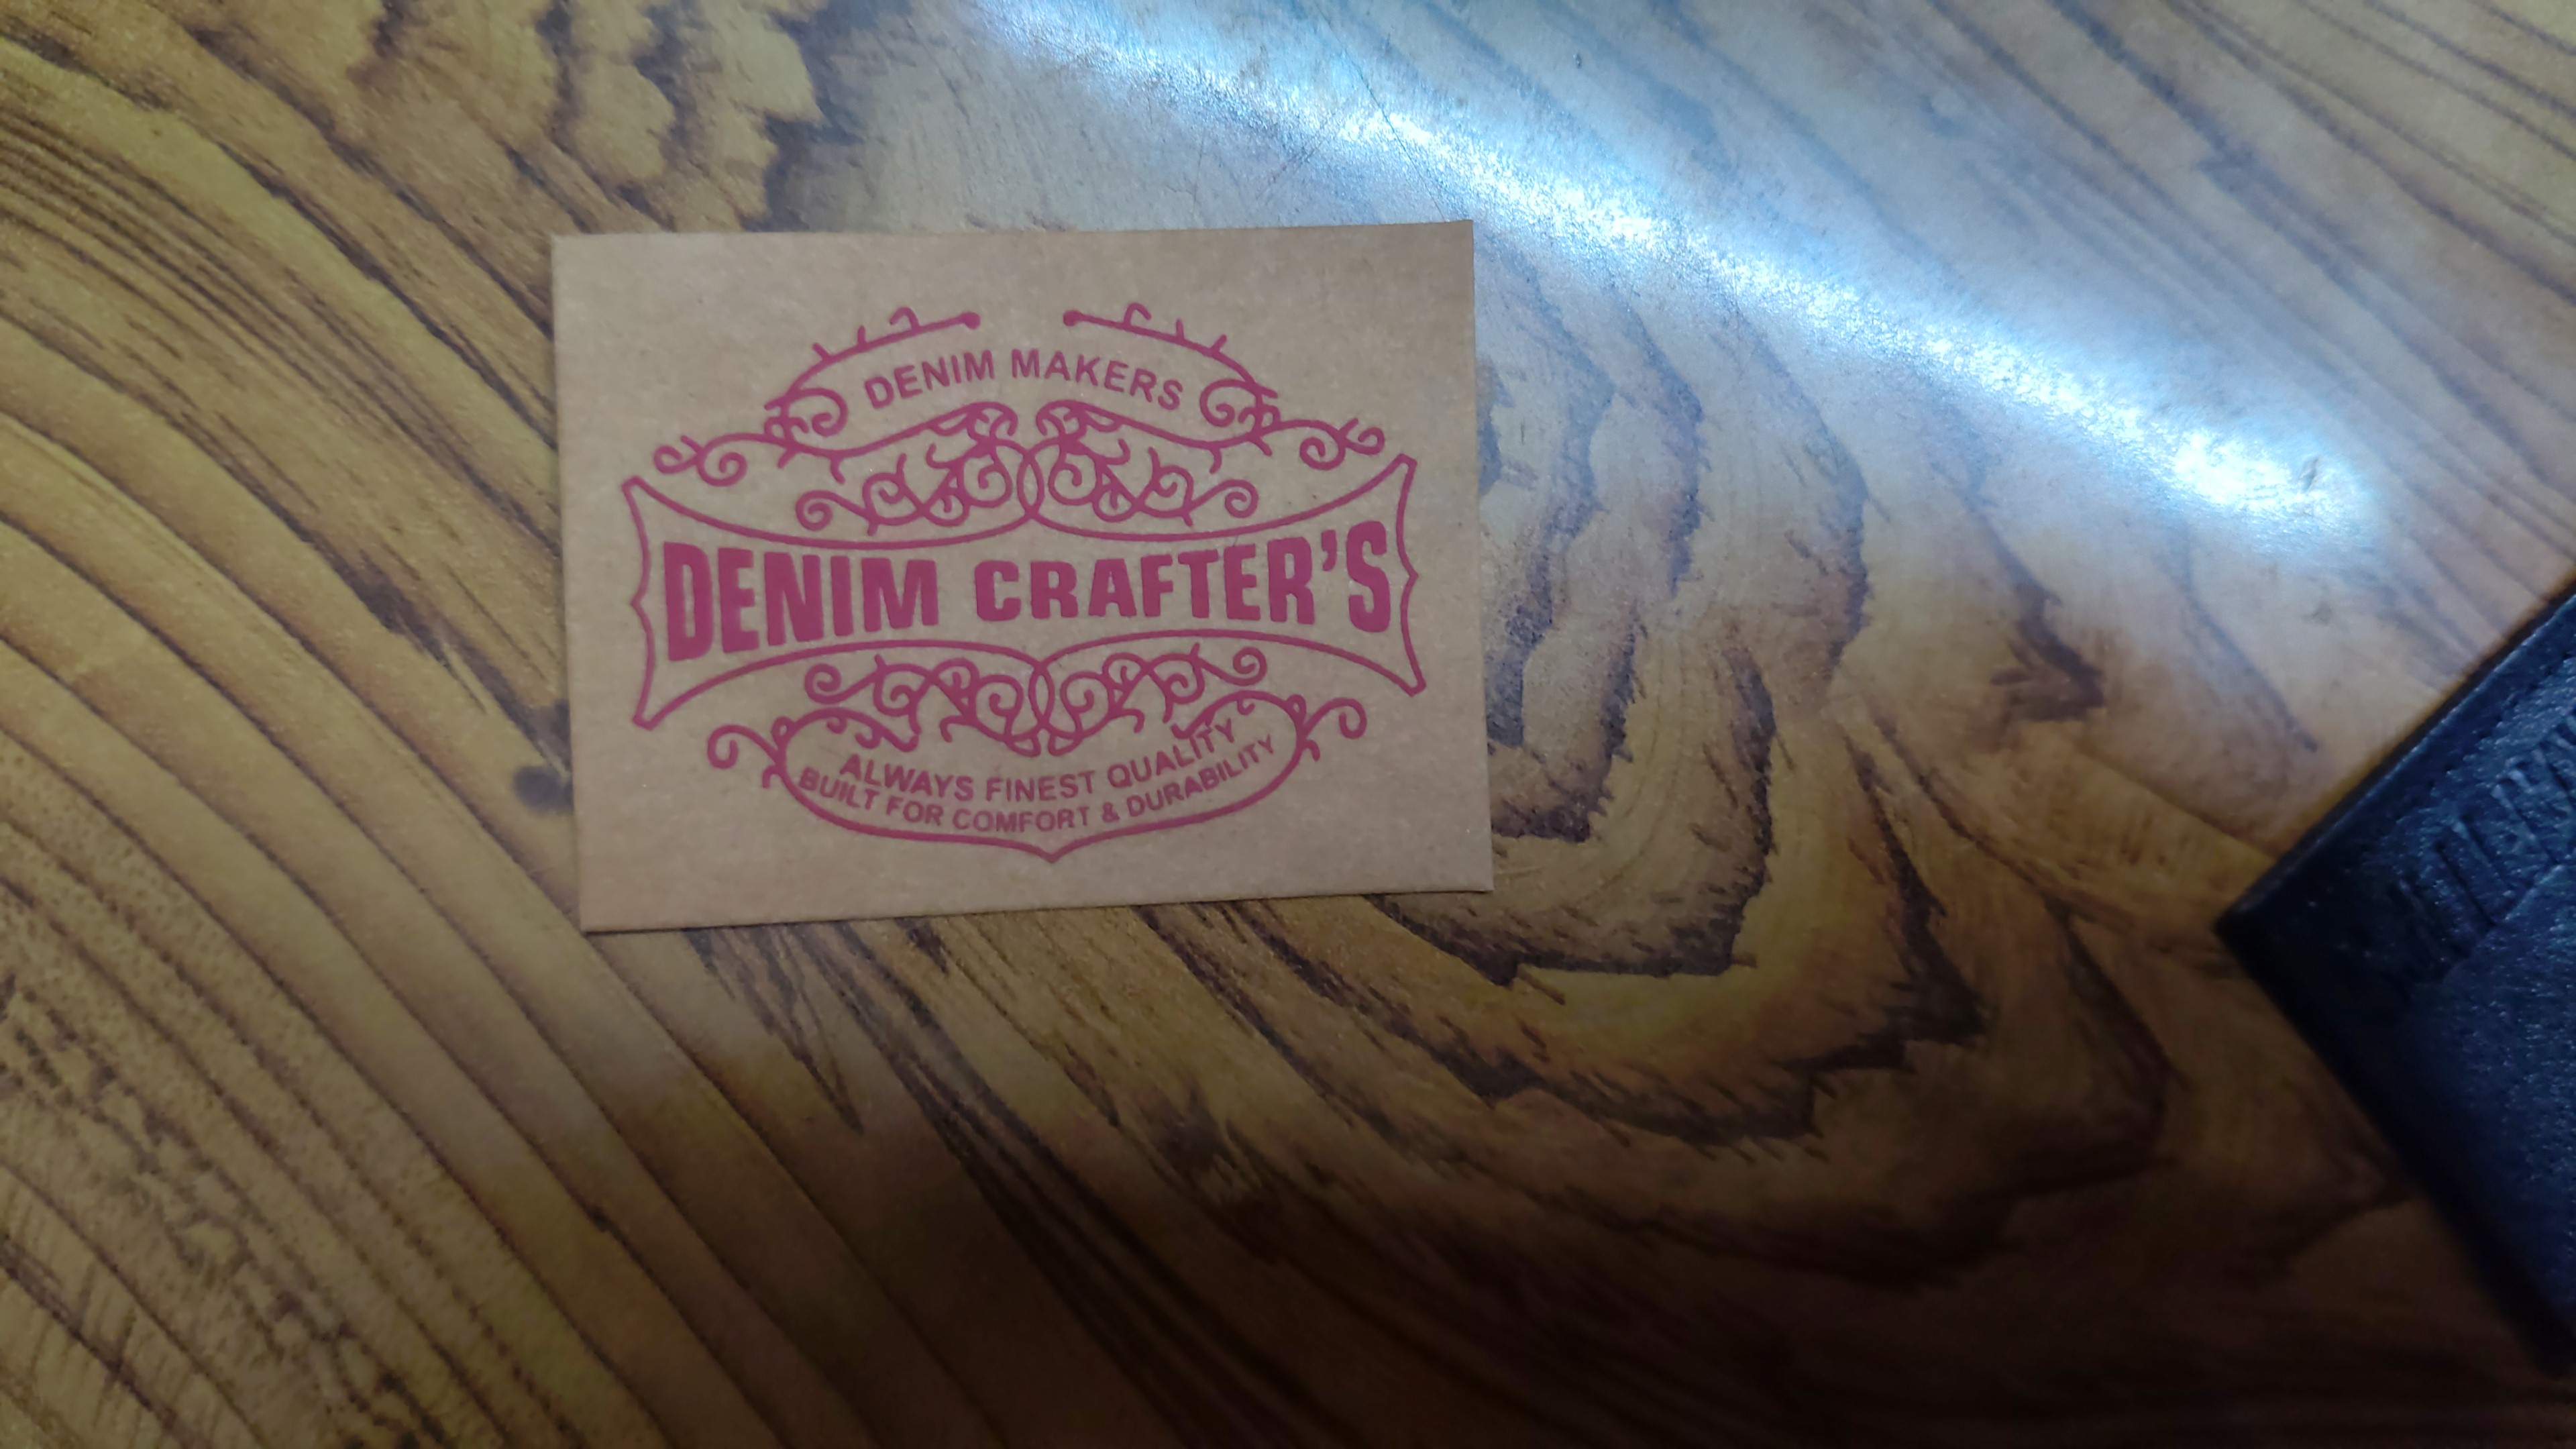 DENIM MAKERS
DENIM CRAFTER'S
ALWAYS FINEST QUALITY
BUILT FOR COMFORT & DURABILITY